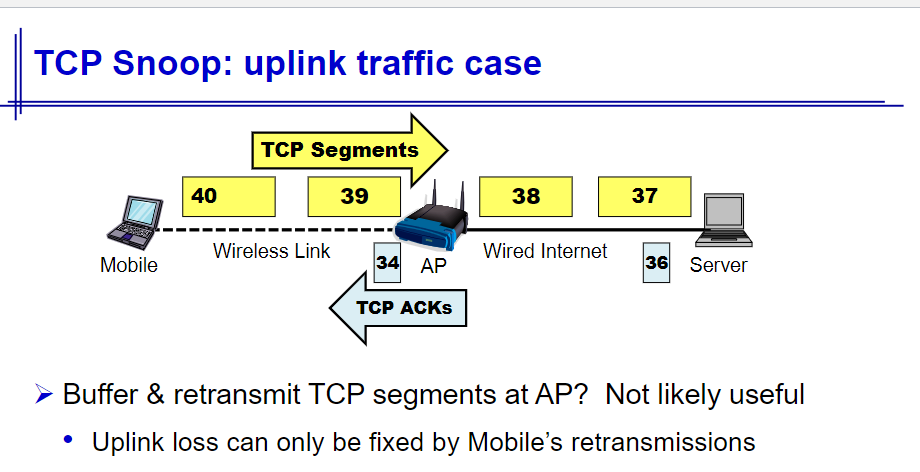 TCP Snoop: uplink traffic case
TCP Segments
40 39 38 37
Wireless Link Wired Internet
Mobile 34 AP 36 Server
TCP ACKs
➢ Buffer & retransmit TCP segments at AP? Not likely useful
• Uplink loss can only be fixed by Mobile’s retransmissions